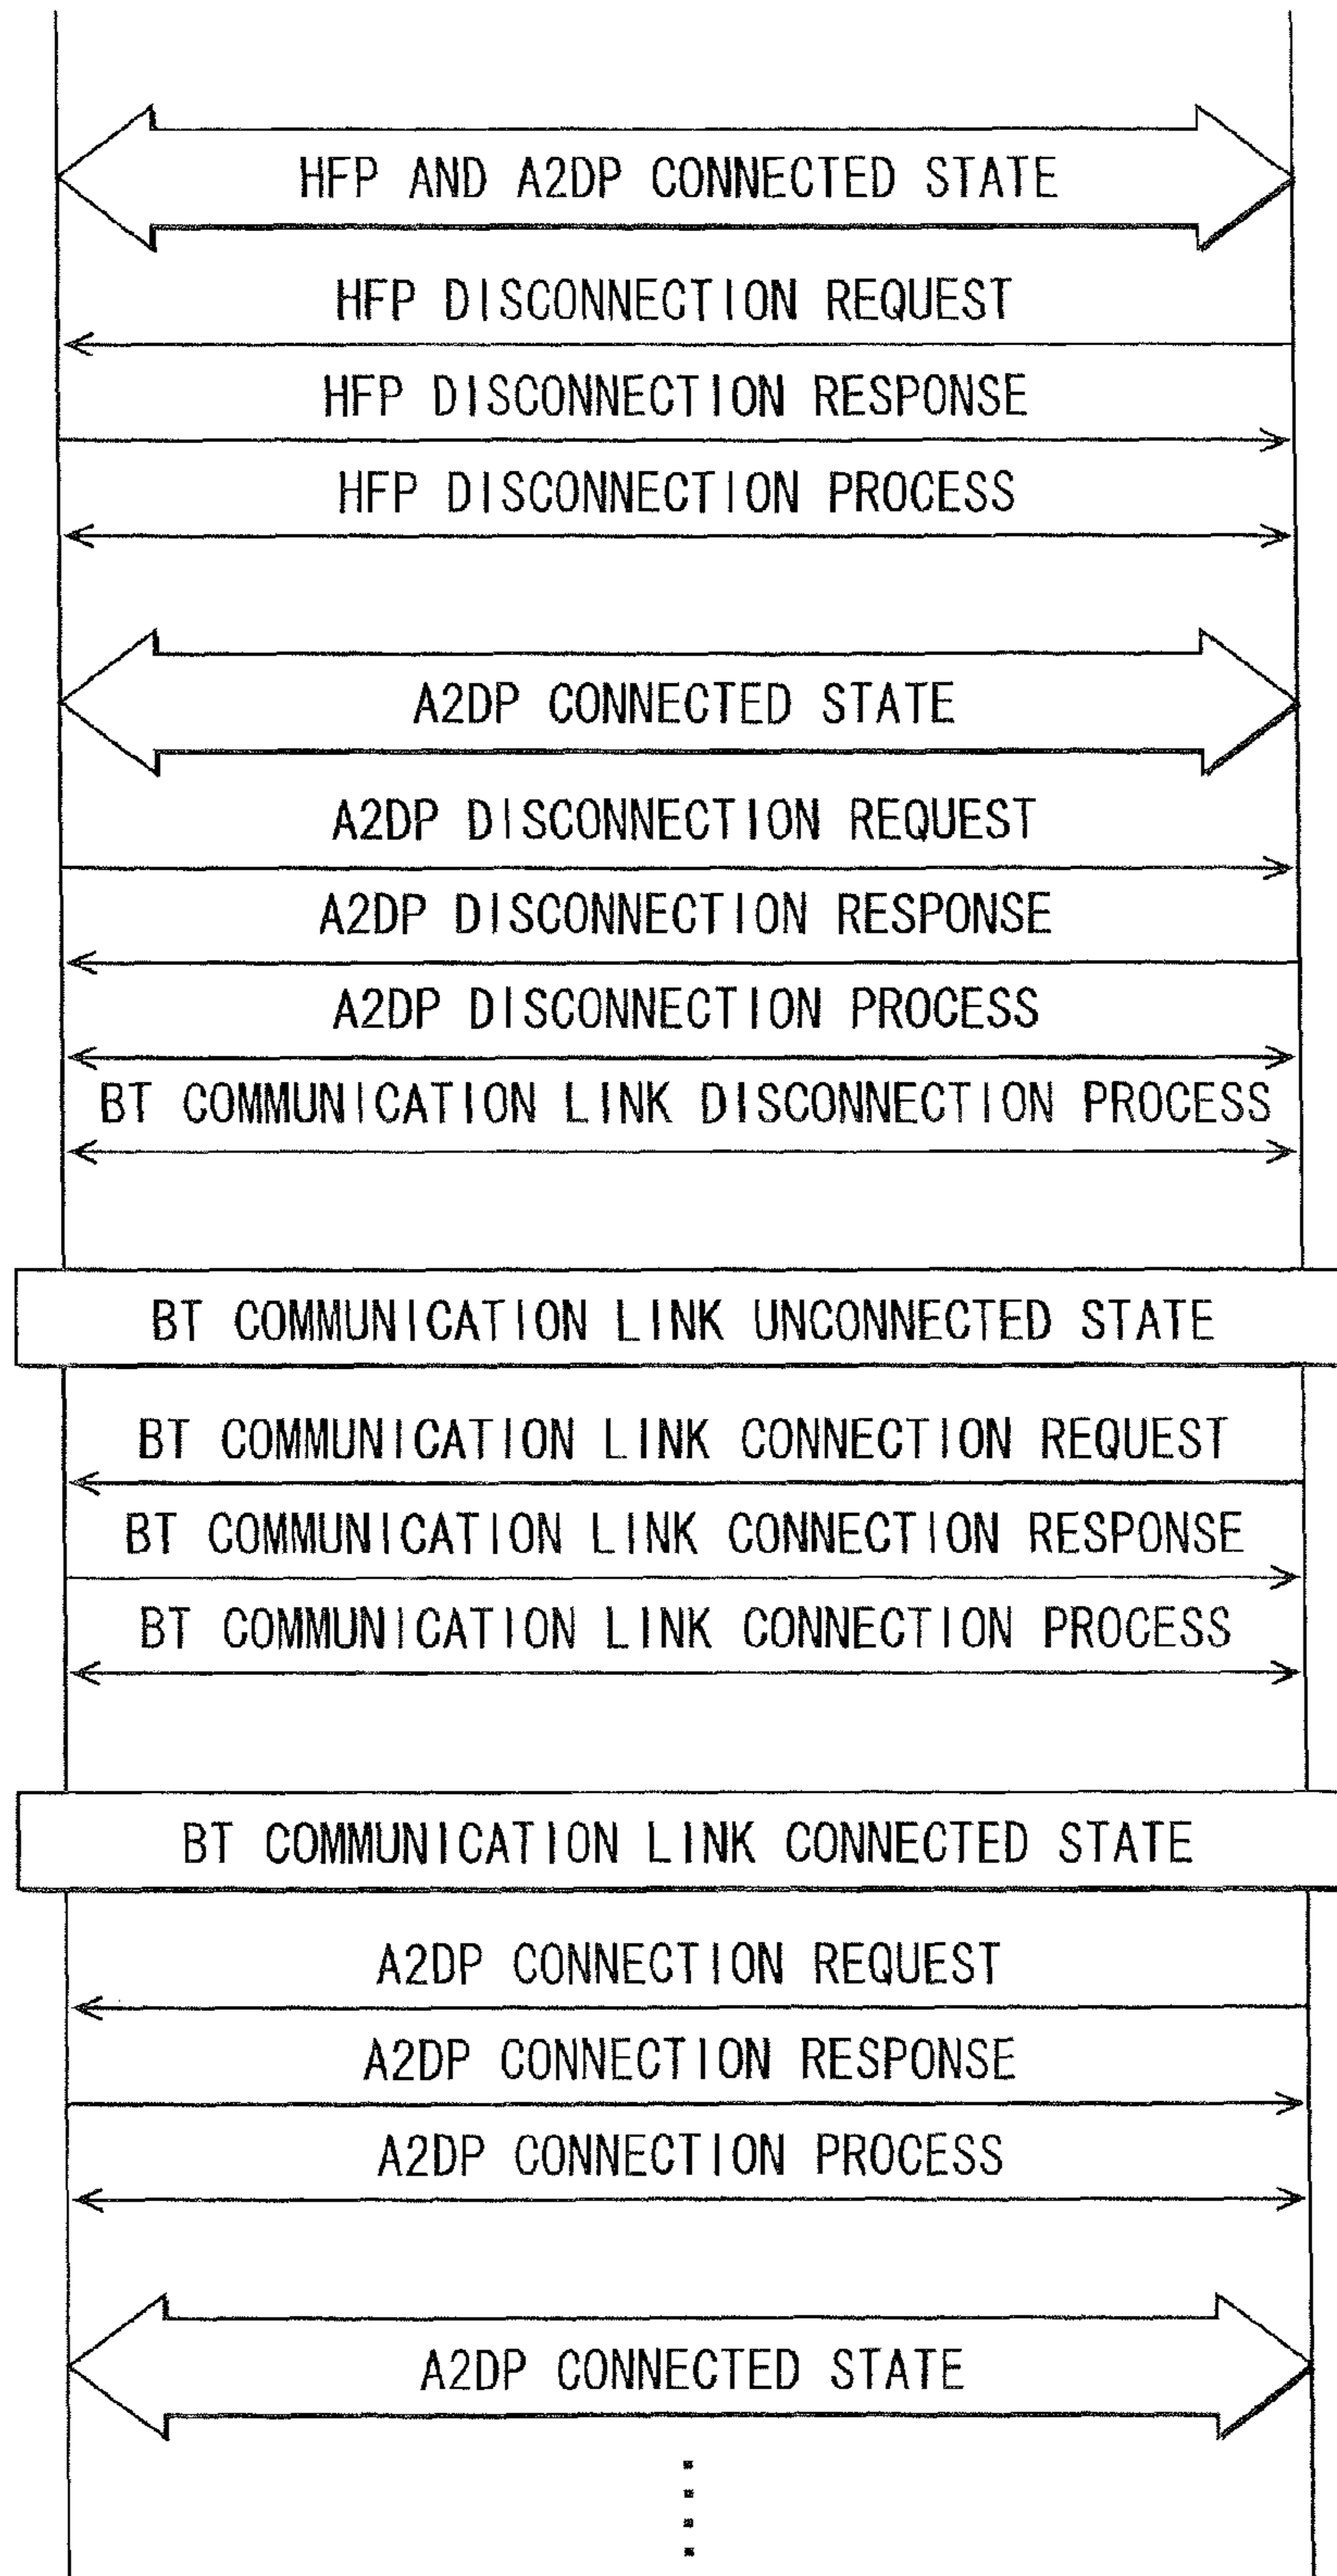 HFP AND A2DP CONNECTED STATE
HFP DISCONNECTION REQUEST
HFP DISCONNECTION RESPONSE
HFP DISCONNECTION PROCESS
A2DP CONNECTED STATE
A2DP DISCONNECTION REQUEST
A2DP DISCONNECTION RESPONSE
A2DP DISCONNECTION PROCESS
BT COMMUNICATION LINK DISCONNECTION PROCESS
BT COMMUNICATION LINK UNCONNECTED STATE
BT COMMUNICATION LINK CONNECTION REQUEST
BT COMMUNICATION LINK CONNECTION RESPONSE
BT COMMUNICATION LINK CONNECTION PROCESS
BT COMMUNICATION LINK CONNECTED STATE
A2DP CONNECTION REQUEST
A2DP CONNECTION RESPONSE
A2DP CONNECTION PROCESS
A2DP CONNECTED STATE